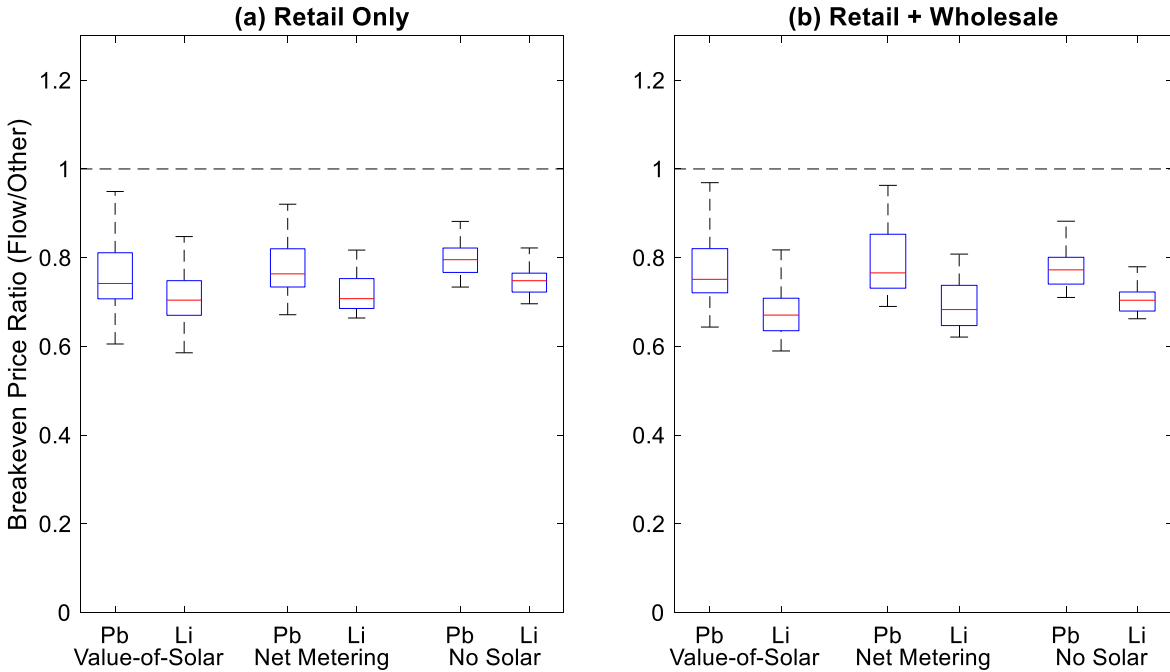 (a) Retail Only
Breakeven Price Ratio (Flow/Other)
1.2
1
0.8
0.6
0.4
0.2
0
Pb Li Pb Li Pb Li
Value-of-Solar Net Metering No Solar
(b) Retail + Wholesale
1.2
1
0.8
0.6
0.4
0.2
0
Pb Li Pb Li Pb Li
Value-of-Solar Net Metering No Solar